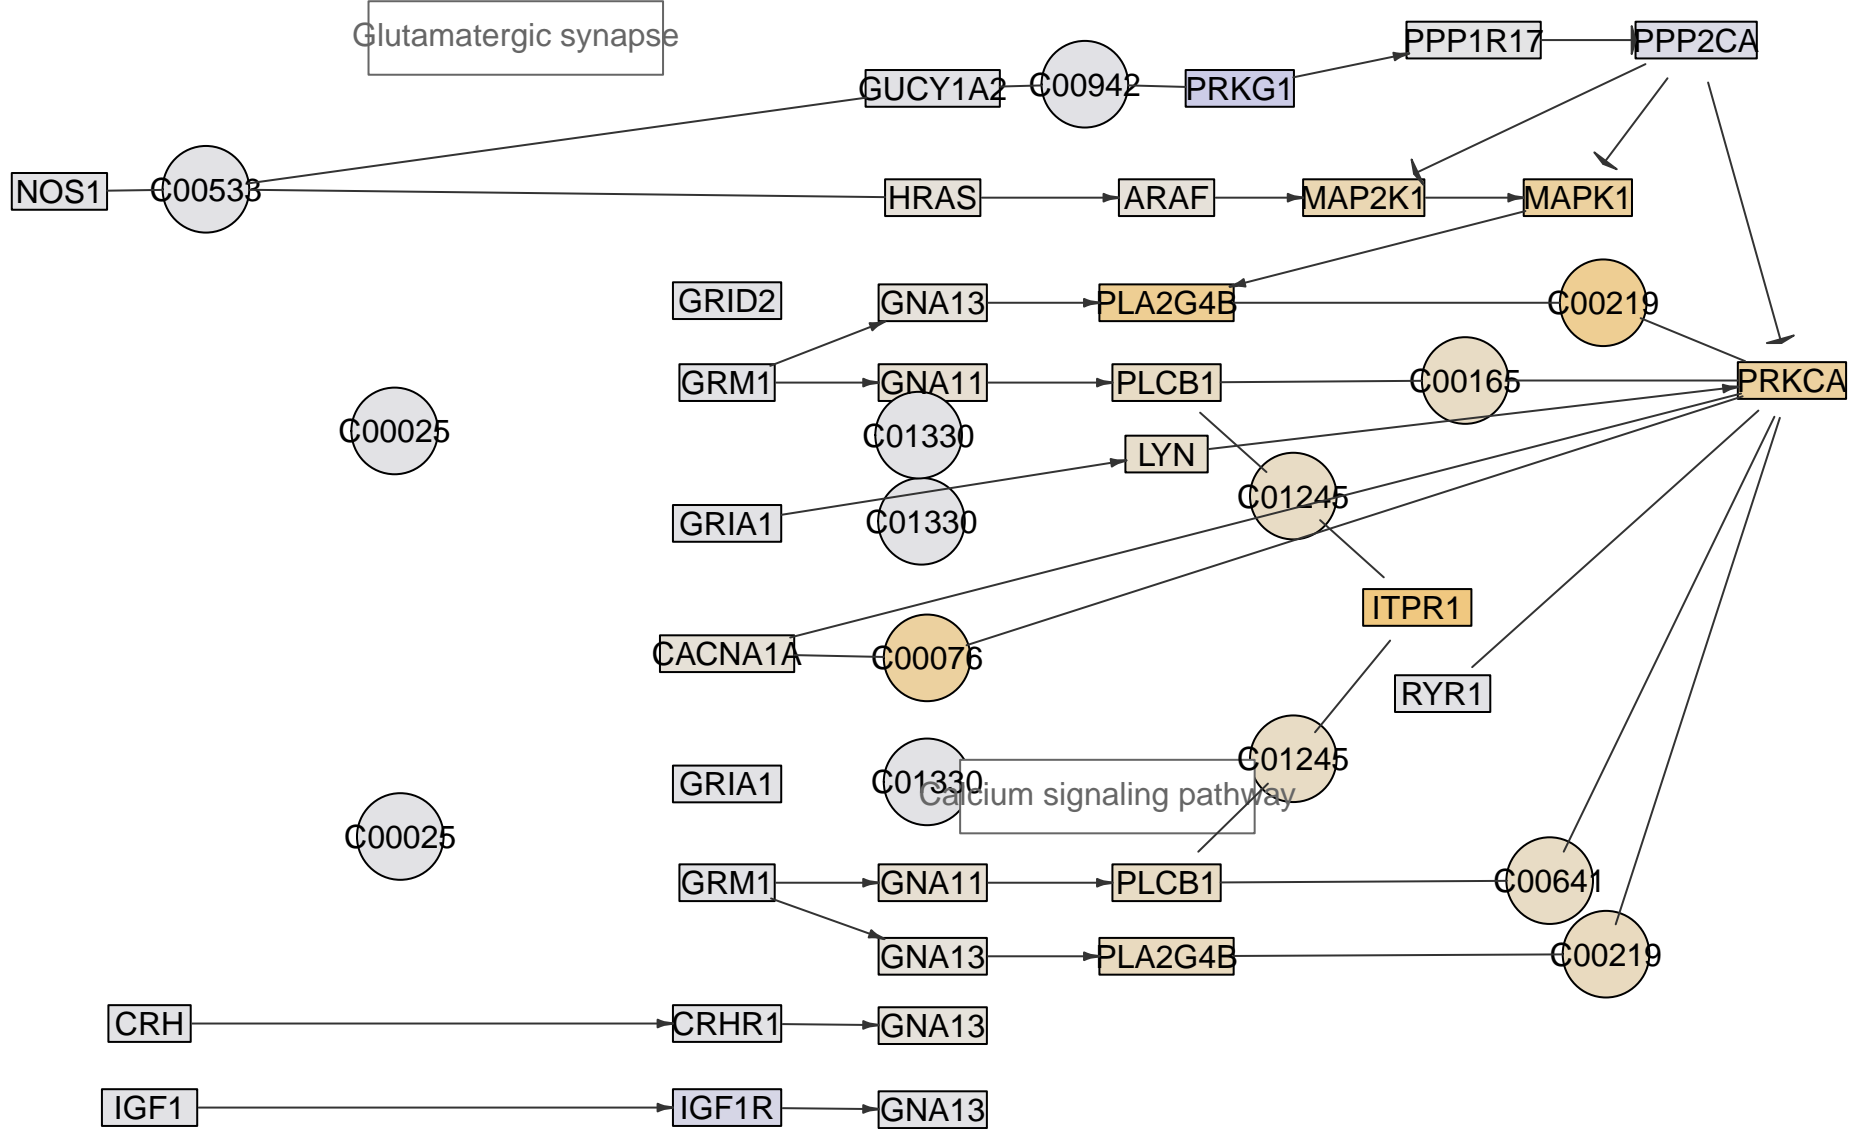 Glutamatergic synapse
PPP1R17
PPP2CA
GUCY1A2
C00942
PRKG1
NOS1
C00533
HRAS
ARAF
MAP2K1
MAPK1
GRID2
GNA13
PLA2G4B
C00219
GRM1
GNA11
PLCB1
C00165
PRKCA
C00025
C01330
LYN
C01245
GRIA1
C01330
ITPR1
CACNA1A
C00076
RYR1
GRIA1
C01330
Calcium signaling pathway
C01245
C00025
GRM1
GNA11
PLCB1
C00641
GNA13
PLA2G4B
C00219
CRH
CRHR1
GNA13
IGF1
IGF1R
GNA13